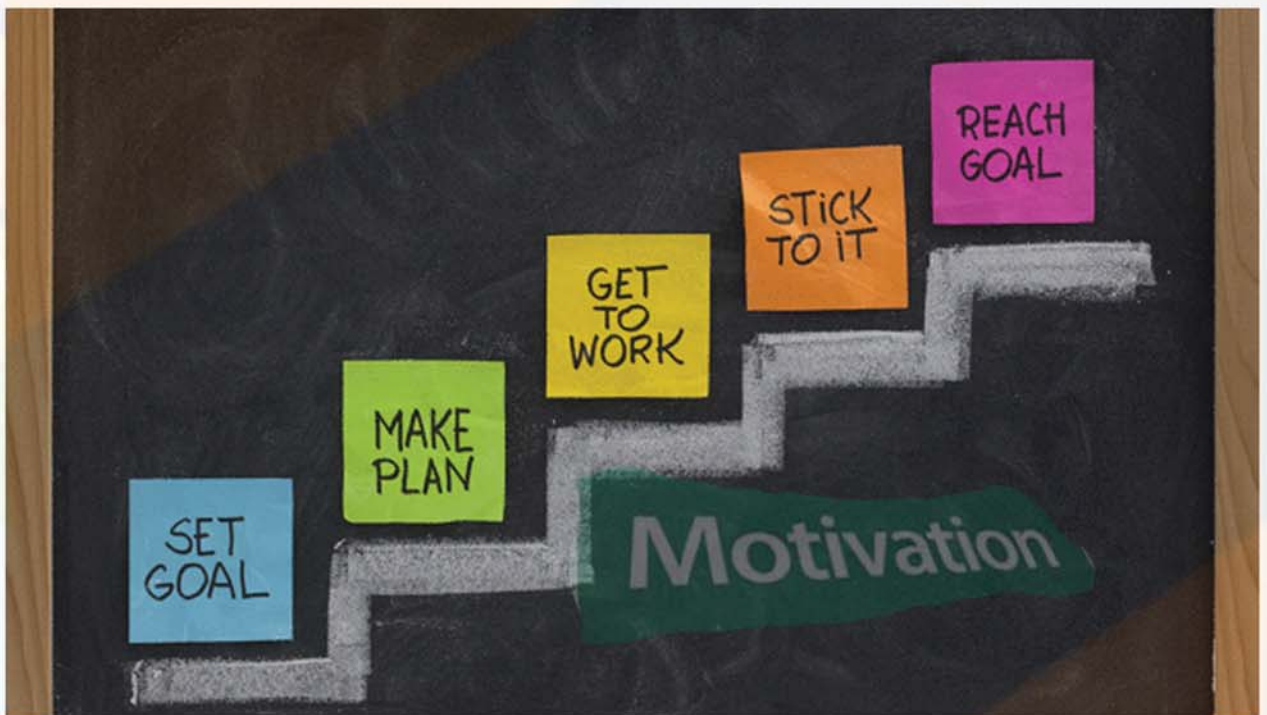 SET
GOAL
MAKE
PLAN
GET
TO
WORK
STiCK
TO iT
REACH
GOAL
Motivation